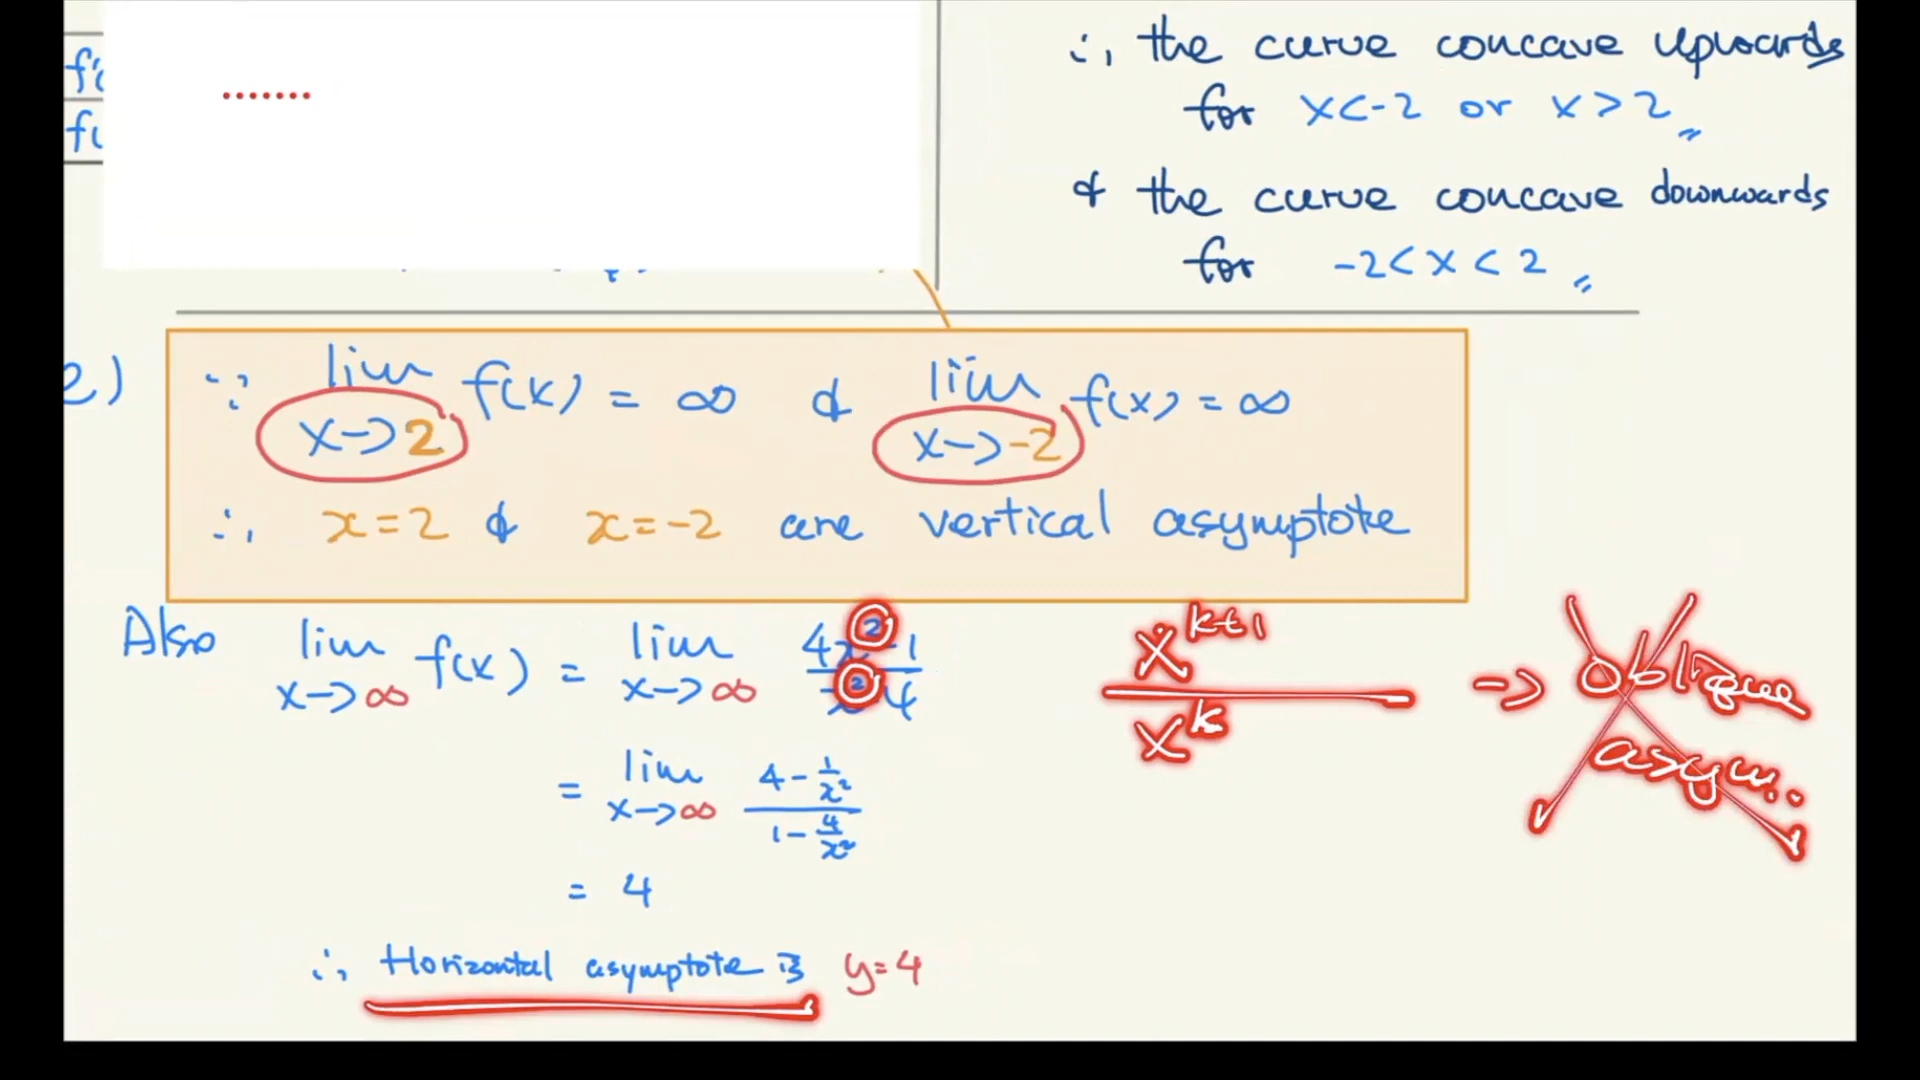 .......
∴ the curve concave upwards
for x<-2 or x>2 〃
& the curve concave downwards
for -2<x<2 〃
e) ∵ lim x→2 f(x) = ∞ & lim x→-2 f(x) = ∞
∴ x=2 & x=-2 are vertical asymptote
Also lim x→∞ f(x) = lim x→∞ (4x²-1)/(x²-4)
= lim x→∞ (4 - 1/x²)/(1 - 4/x²)
= 4
∴ Horizontal asymptote is y=4
x^(k+1)/x^k → oblique
asym..